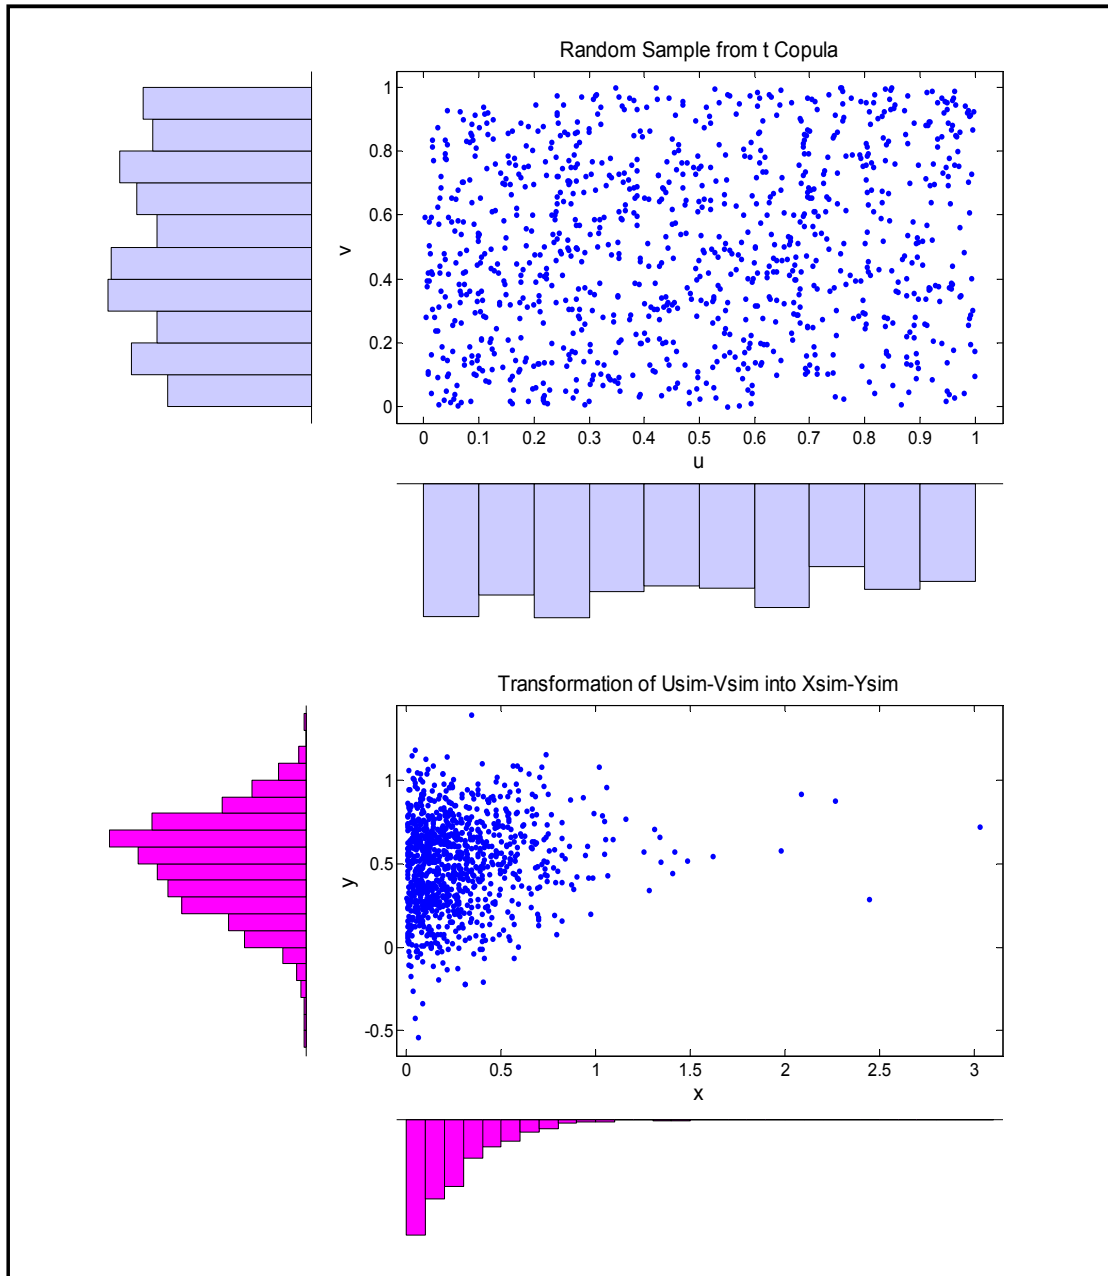 Random Sample from t Copula
1
0.8
0.6
0.4
0.2
0
v
0 0.1 0.2 0.3 0.4 0.5 0.6 0.7 0.8 0.9 1
u
Transformation of Usim-Vsim into Xsim-Ysim
1
0.5
0
-0.5
y
0 0.5 1 1.5 2 2.5 3
x